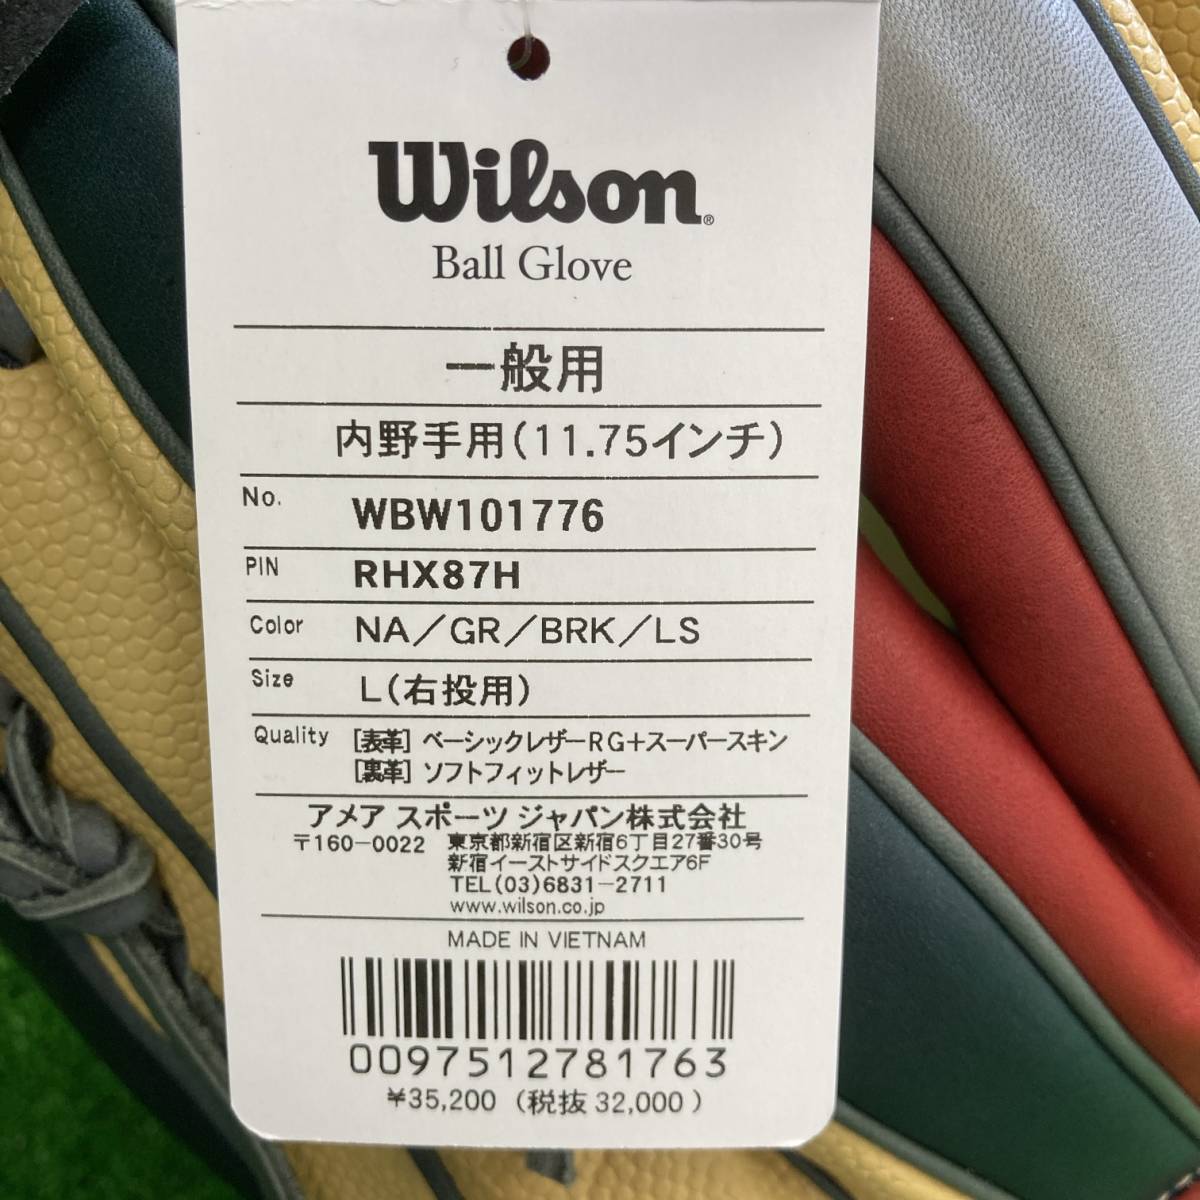 Wilson®
Ball Glove
一般用
内野手用(11.75インチ)
No. WBW101776
PIN RHX87H
Color NA/GR/BRK/LS
Size L(右投用)
Quality [表革] ベーシックレザーRG+スーパースキン
[裏革] ソフトフィットレザー
アメア スポーツ ジャパン株式会社
〒160-0022 東京都新宿区新宿6丁目27番30号
新宿イーストサイドスクエア6F
TEL(03)6831-2711
www.wilson.co.jp
MADE IN VIETNAM
0097512781763
¥35,200 (税抜 32,000)